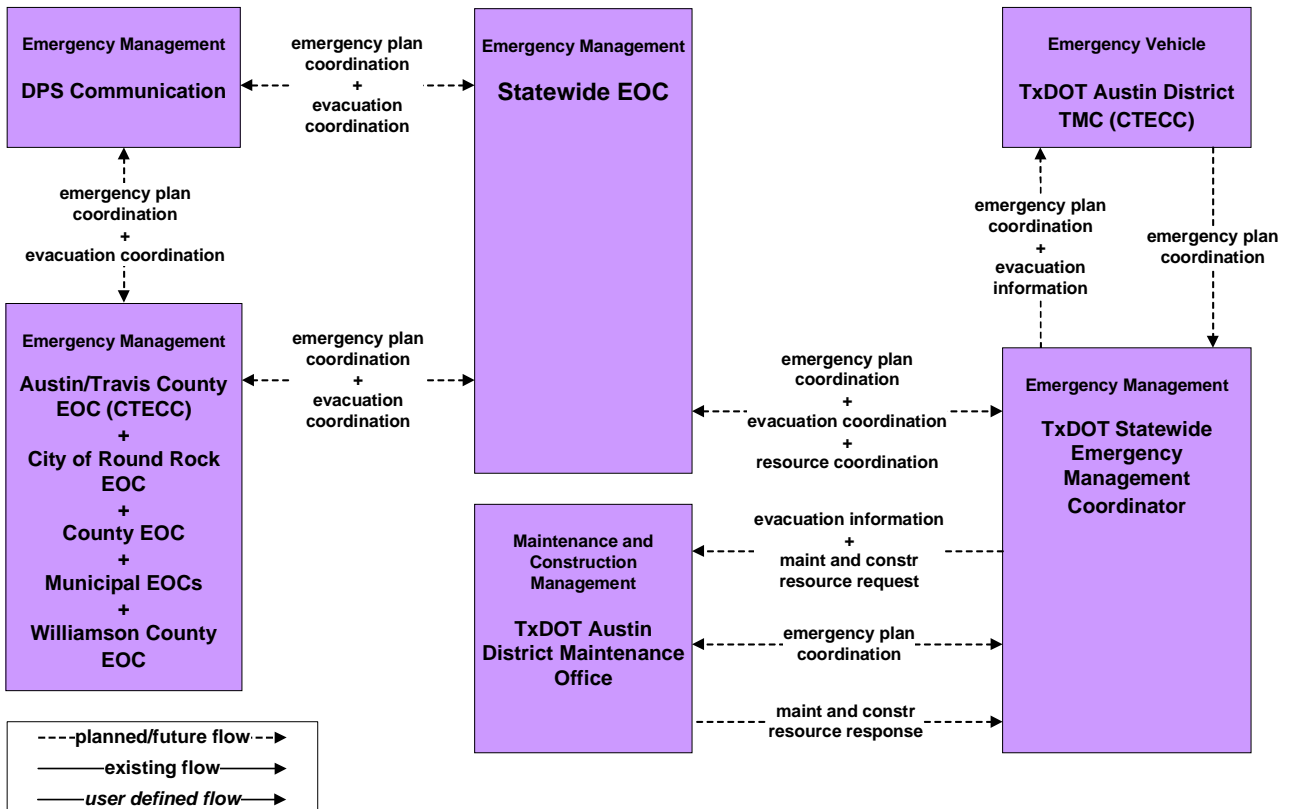 Emergency Management
DPS Communication
emergency plan
coordination
+
evacuation
coordination
Emergency Management
Statewide EOC
Emergency Vehicle
TxDOT Austin District
TMC (CTECC)
emergency plan
coordination
+
evacuation coordination
emergency plan
coordination
+
evacuation
information
emergency plan
coordination
Emergency Management
Austin/Travis County
EOC (CTECC)
+
City of Round Rock
EOC
+
County EOC
+
Municipal EOCs
+
Williamson County
EOC
emergency plan
coordination
+
evacuation
coordination
emergency plan
coordination
+
evacuation coordination
+
resource coordination
Emergency Management
TxDOT Statewide
Emergency
Management
Coordinator
Maintenance and
Construction
Management
TxDOT Austin
District Maintenance
Office
evacuation information
+
maint and constr
resource request
emergency plan
coordination
maint and constr
resource response
planned/future flow
existing flow
user defined flow